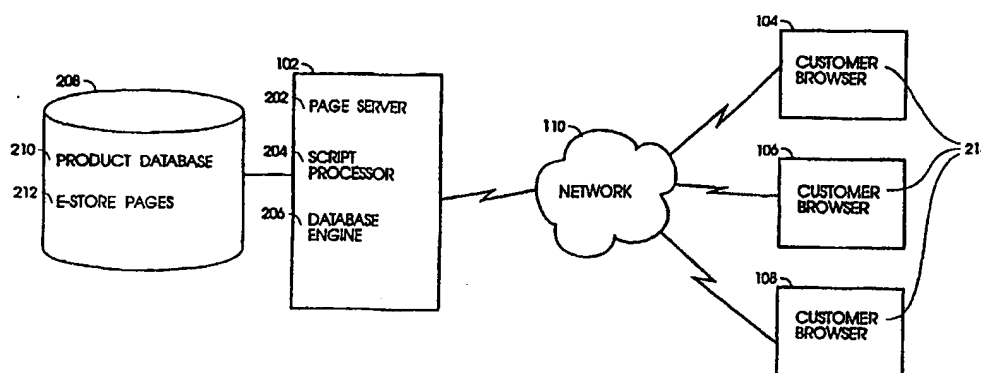 208
210 PRODUCT DATABASE
212 E-STORE PAGES
102
202 PAGE SERVER
204 SCRIPT
PROCESSOR
206 DATABASE
ENGINE
110
NETWORK
104
CUSTOMER
BROWSER
106
CUSTOMER
BROWSER
108
CUSTOMER
BROWSER